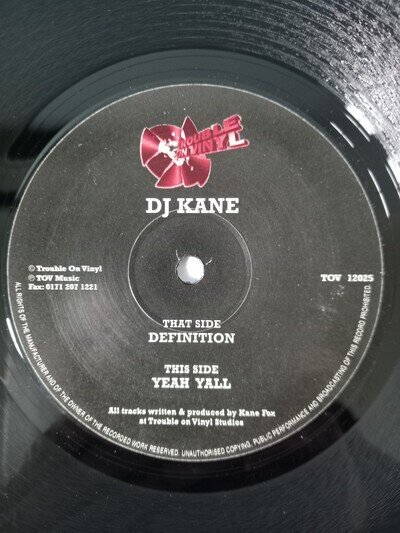 TROUBLE
ON VINYL
DJ KANE
© Trouble On Vinyl
℗ TOV Music
Fax: 0171 207 1221
TOV 12025
THAT SIDE
DEFINITION
THIS SIDE
YEAH YALL
All tracks written & produced by Kane Fox
at Trouble on Vinyl Studios
ALL RIGHTS OF THE MANUFACTURER AND OF THE OWNER OF THE RECORDED WORK RESERVED. UNAUTHORISED COPYING, PUBLIC PERFORMANCE AND BROADCASTING OF THIS RECORD PROHIBITED.